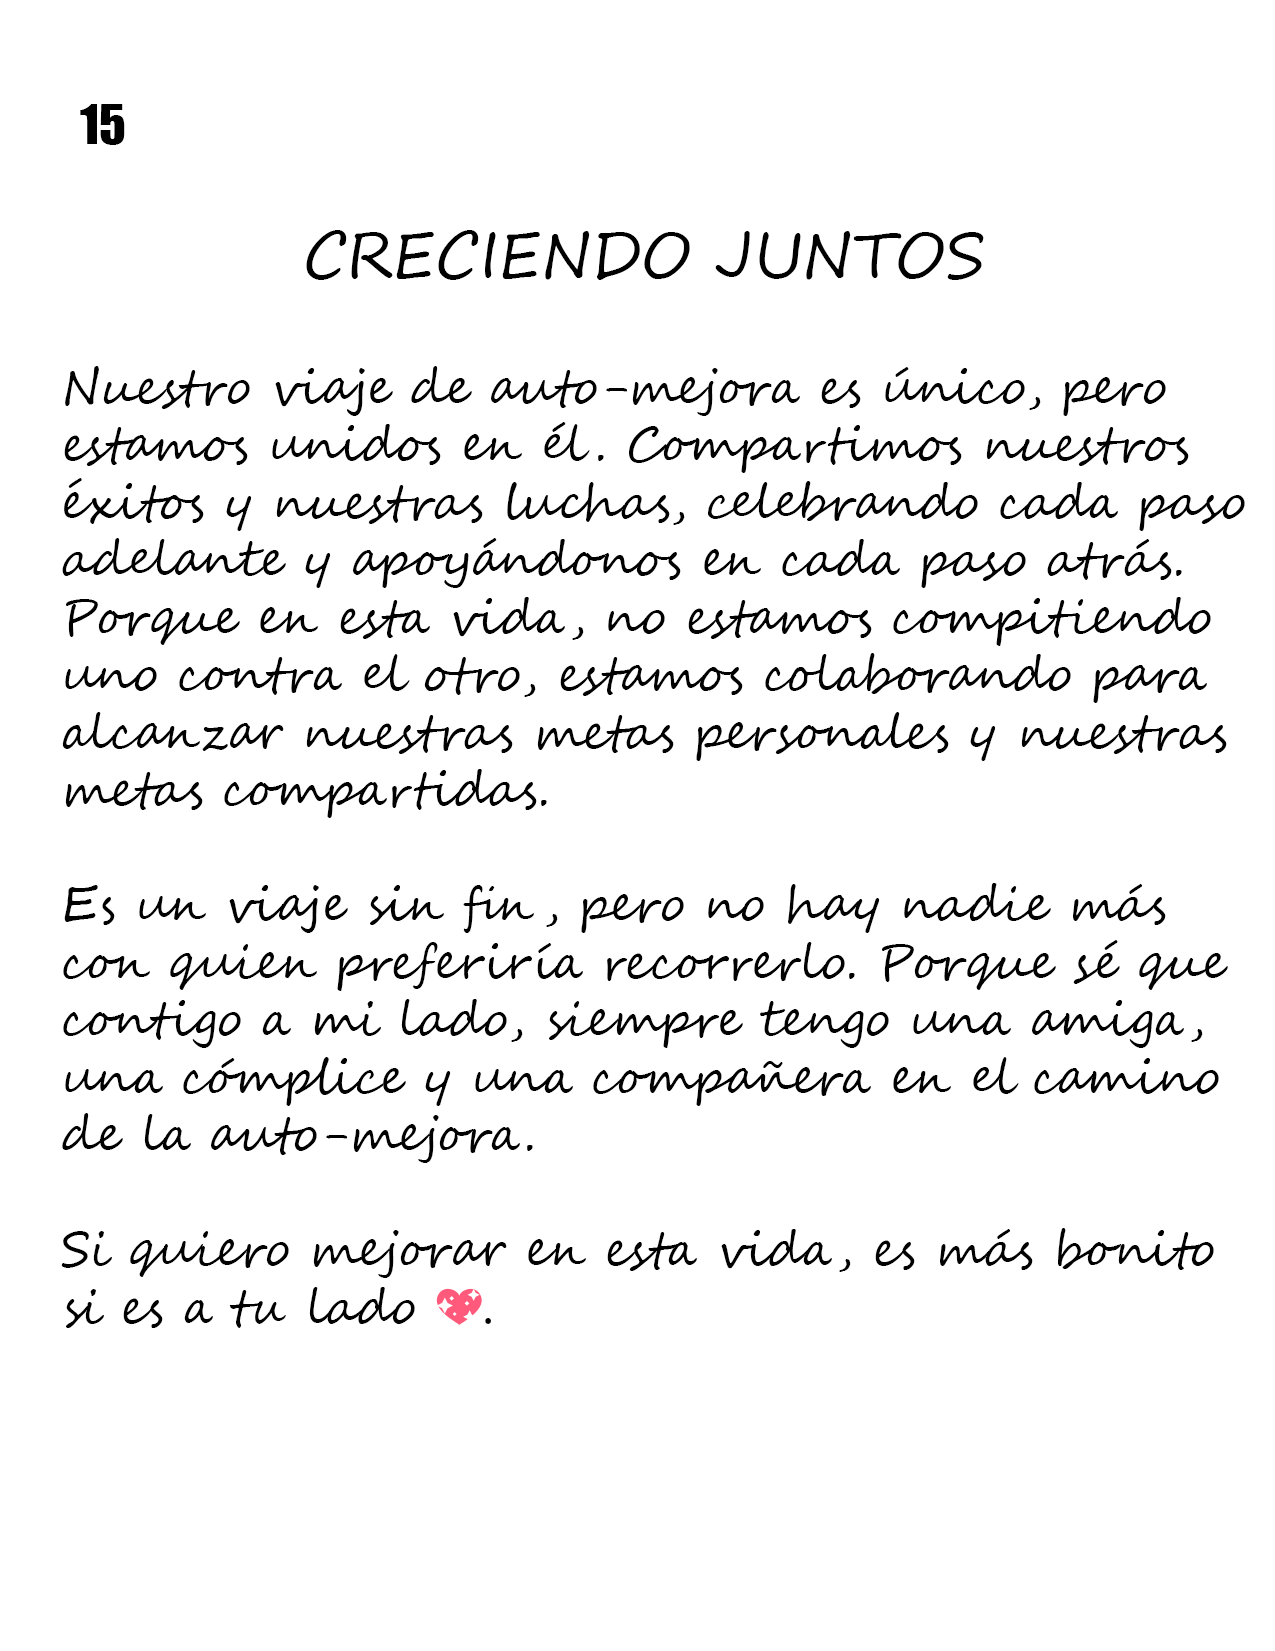 15
CRECIENDO JUNTOS
Nuestro viaje de auto-mejora es único, pero
estamos unidos en él. Compartimos nuestros
éxitos y nuestras luchas, celebrando cada paso
adelante y apoyándonos en cada paso atrás.
Porque en esta vida, no estamos compitiendo
uno contra el otro, estamos colaborando para
alcanzar nuestras metas personales y nuestras
metas compartidas.
Es un viaje sin fin, pero no hay nadie más
con quien preferiría recorrerlo. Porque sé que
contigo a mi lado, siempre tengo una amiga,
una cómplice y una compañera en el camino
de la auto-mejora.
Si quiero mejorar en esta vida, es más bonito
si es a tu lado 💖.